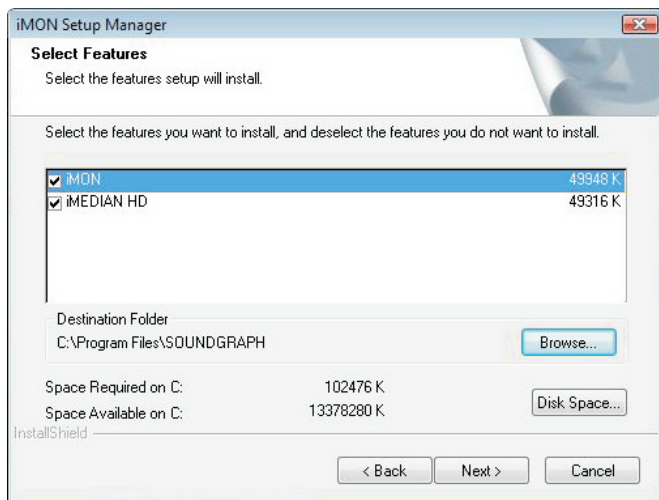 iMON Setup Manager
Select Features
Select the features setup will install.
Select the features you want to install, and deselect the features you do not want to install.
iMON 49948 K
iMEDIAN HD 49316 K
Destination Folder
C:\Program Files\SOUNDGRAPH
Browse...
Space Required on C: 102476 K
Space Available on C: 13378280 K
Disk Space...
InstallShield
< Back Next > Cancel